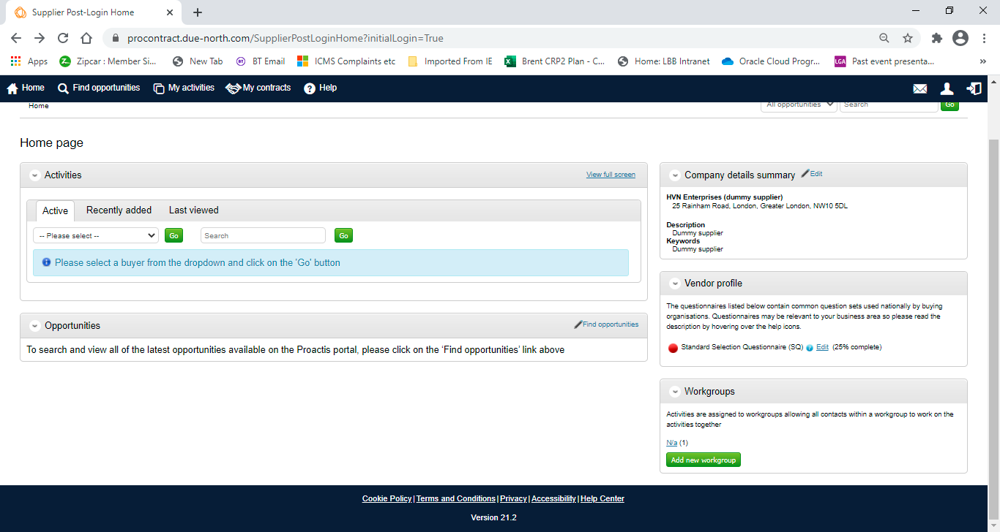 Supplier Post-Login Home
procontract.due-north.com/SupplierPostLoginHome?initialLogin=True
Apps
Zipcar : Member Si...
New Tab
BT Email
ICMS Complaints etc
Imported From IE
Brent CRP2 Plan - C...
Home: LBB Intranet
Oracle Cloud Progr...
LGA
Past event presenta...
»
Home
Find opportunities
My activities
My contracts
Help
Home
All opportunities
Search
Go
Home page
Activities
View full screen
Active
Recently added
Last viewed
-- Please select --
Go
Search
Go
Please select a buyer from the dropdown and click on the 'Go' button
Opportunities
Find opportunities
To search and view all of the latest opportunities available on the Proactis portal, please click on the ‘Find opportunities’ link above
Company details summary
Edit
HVN Enterprises (dummy supplier)
25 Rainham Road, London, Greater London, NW10 5DL
Description
Dummy supplier
Keywords
Dummy supplier
Vendor profile
The questionnaires listed below contain common question sets used nationally by buying
organisations. Questionnaires may be relevant to your business area so please read the
description by hovering over the help icons.
Standard Selection Questionnaire (SQ) Edit (25% complete)
Workgroups
Activities are assigned to workgroups allowing all contacts within a workgroup to work on the
activities together
N/a (1)
Add new workgroup
Cookie Policy | Terms and Conditions | Privacy | Accessibility | Help Center
Version 21.2